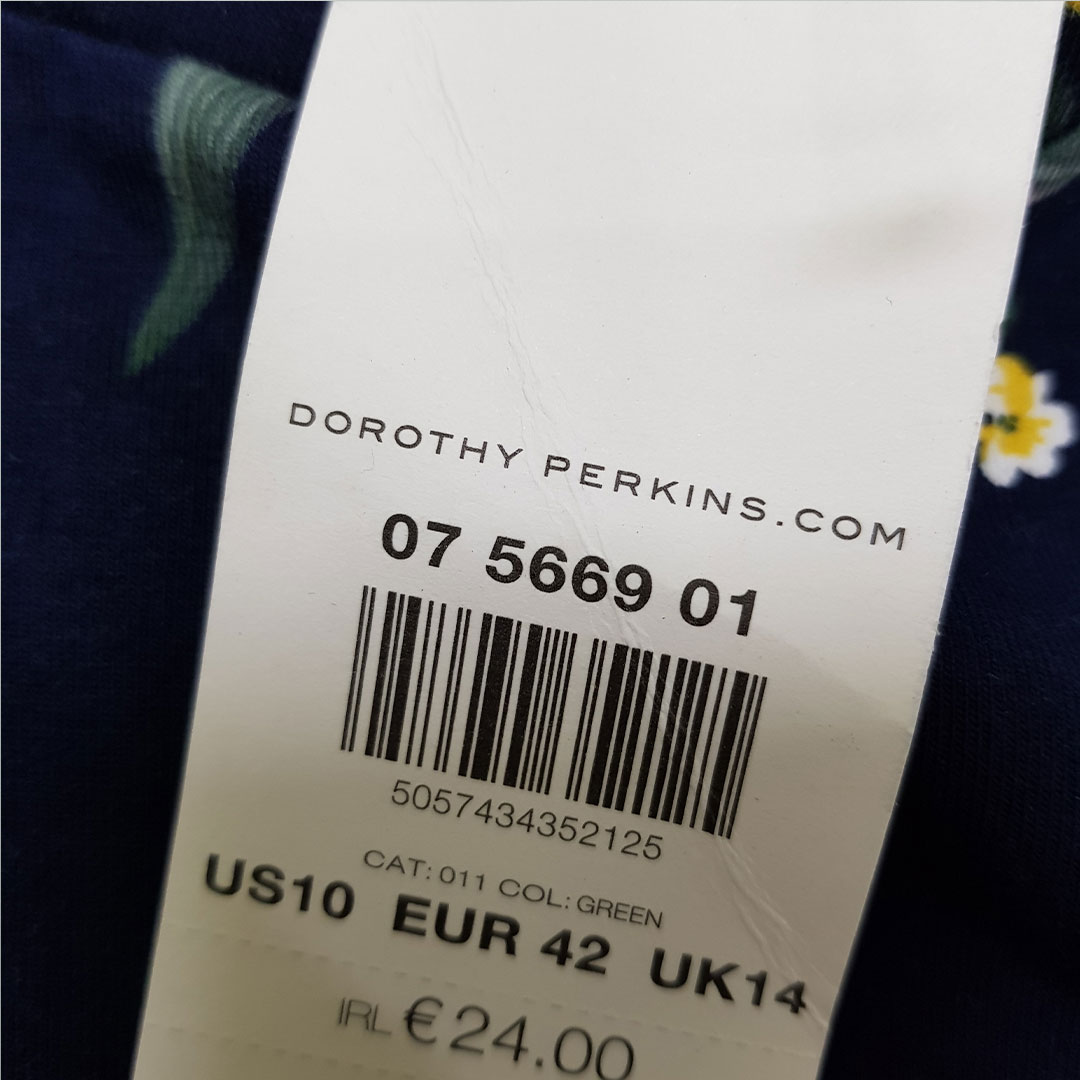 DOROTHY PERKINS.COM
07 5669 01
5057434352125
CAT: 011 COL: GREEN
US10 EUR 42 UK14
IRL €24.00